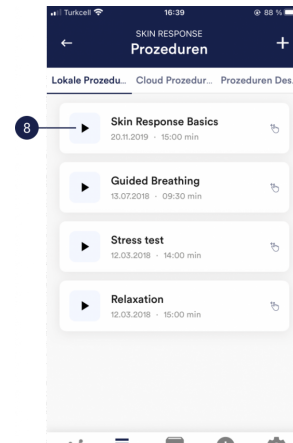 Turkcell 16:39 88 %
SKIN RESPONSE
Prozeduren
Lokale Prozedu... Cloud Prozedur... Prozeduren Des
8
Skin Response Basics
20.11.2019 - 15:00 min
Guided Breathing
13.07.2018 - 09:30 min
Stress test
12.03.2018 - 14:00 min
Relaxation
12.03.2018 - 15:00 min